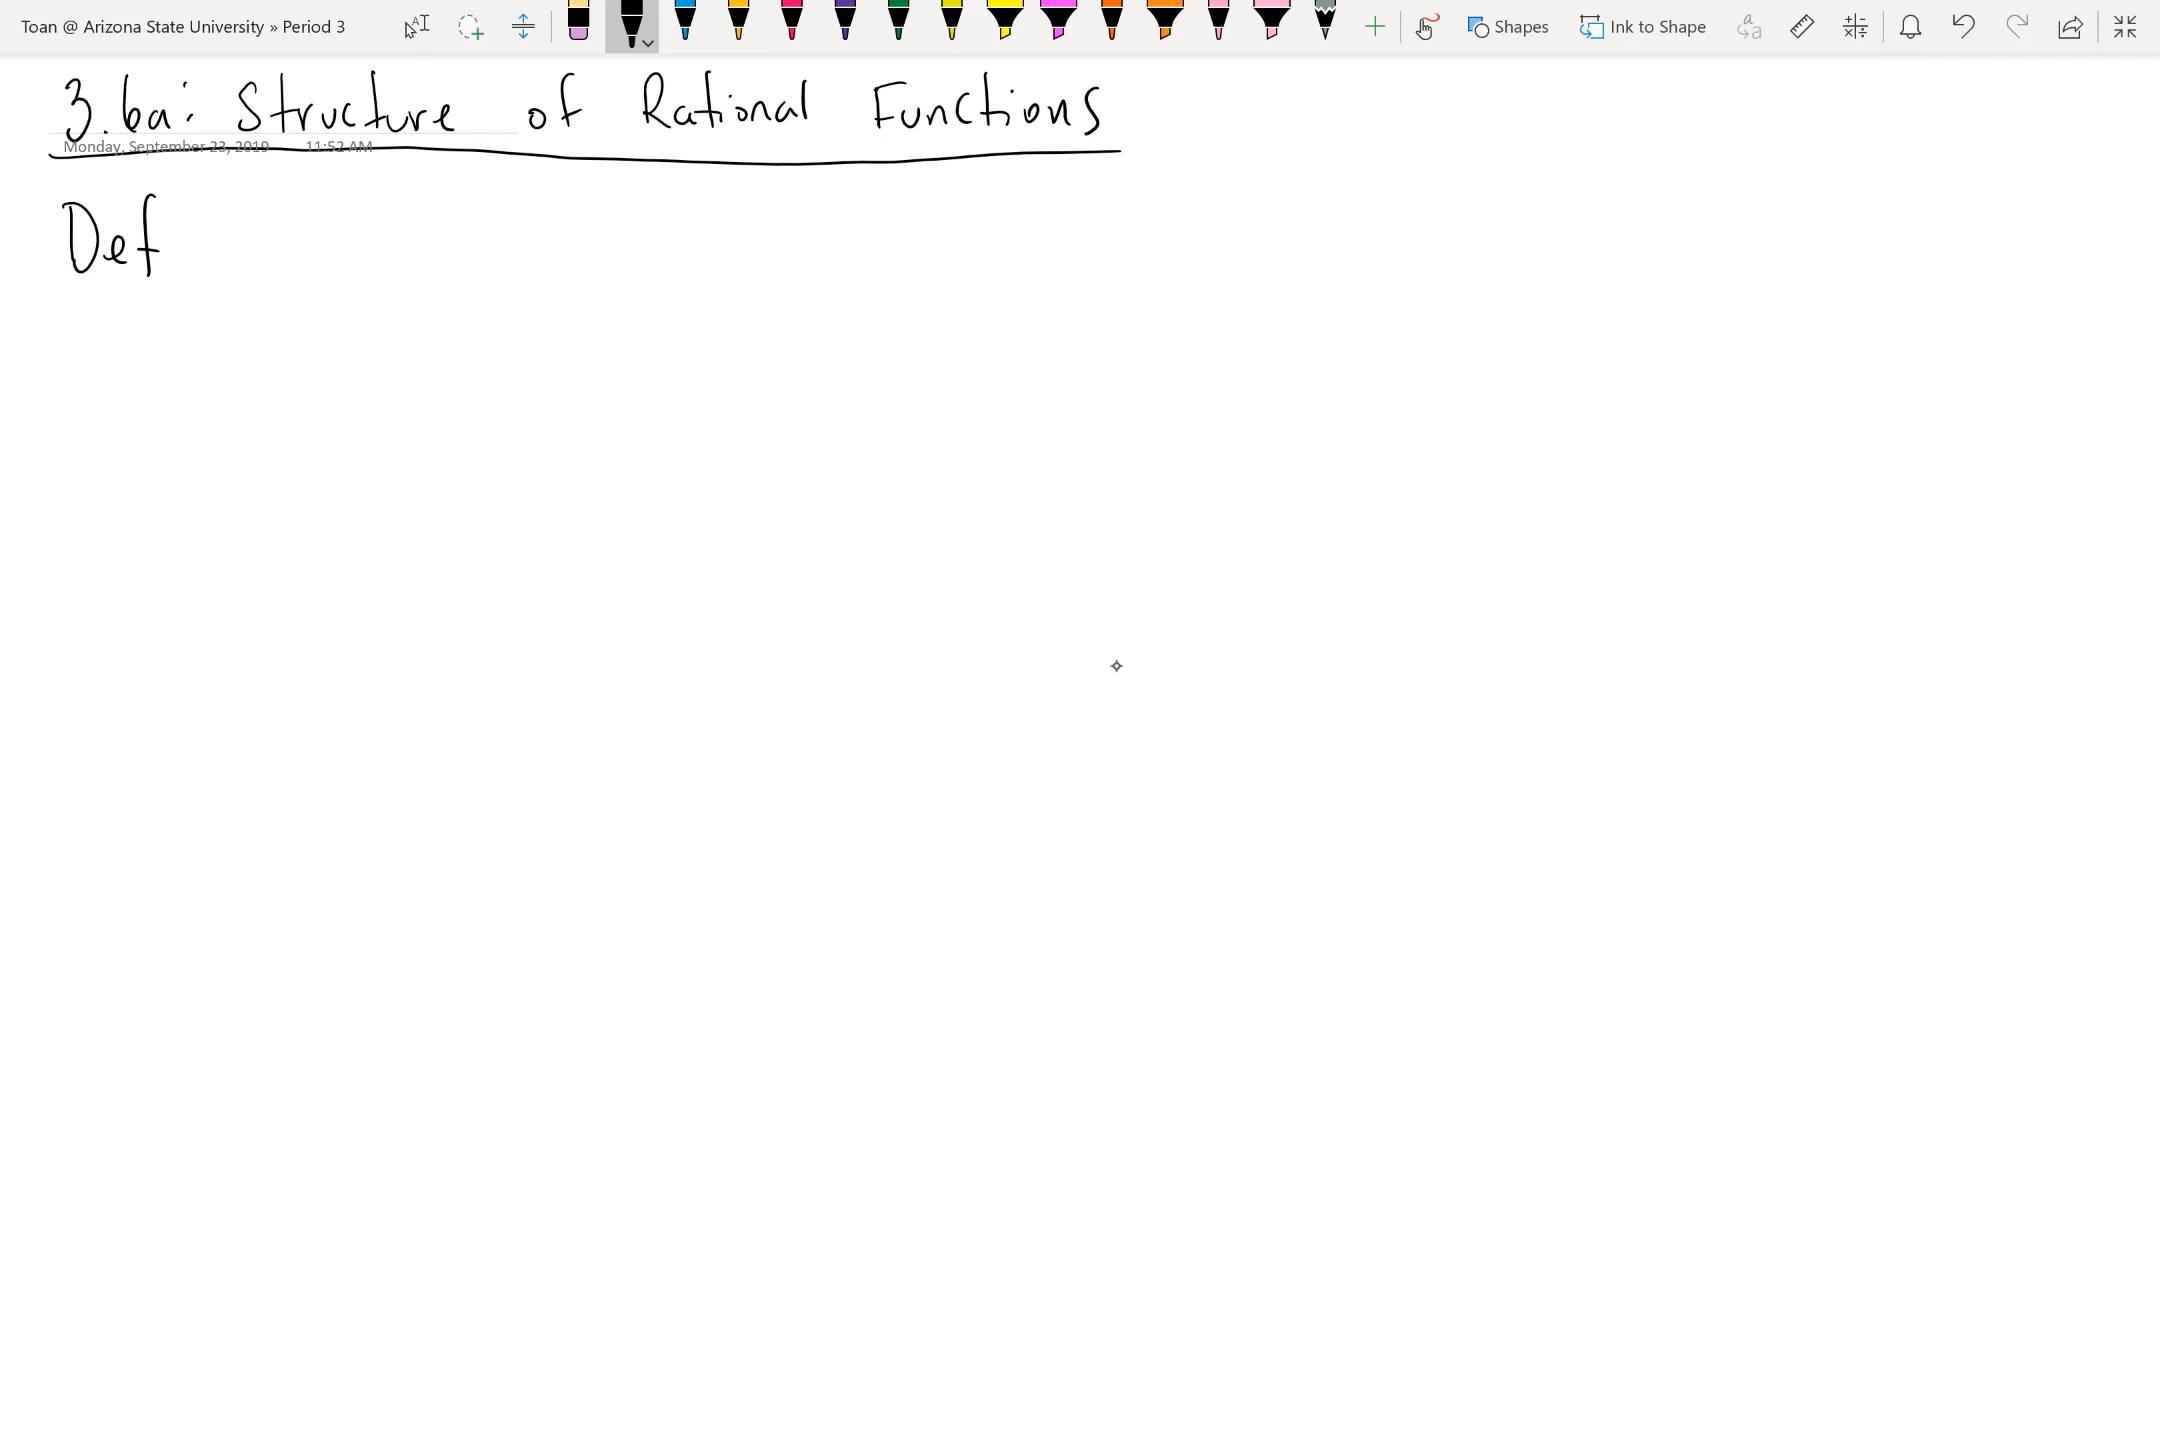 Toan @ Arizona State University » Period 3 Shapes Ink to Shape
3.6a: Structure of Rational Functions
Monday, September 23, 2019 11:52 AM
Def